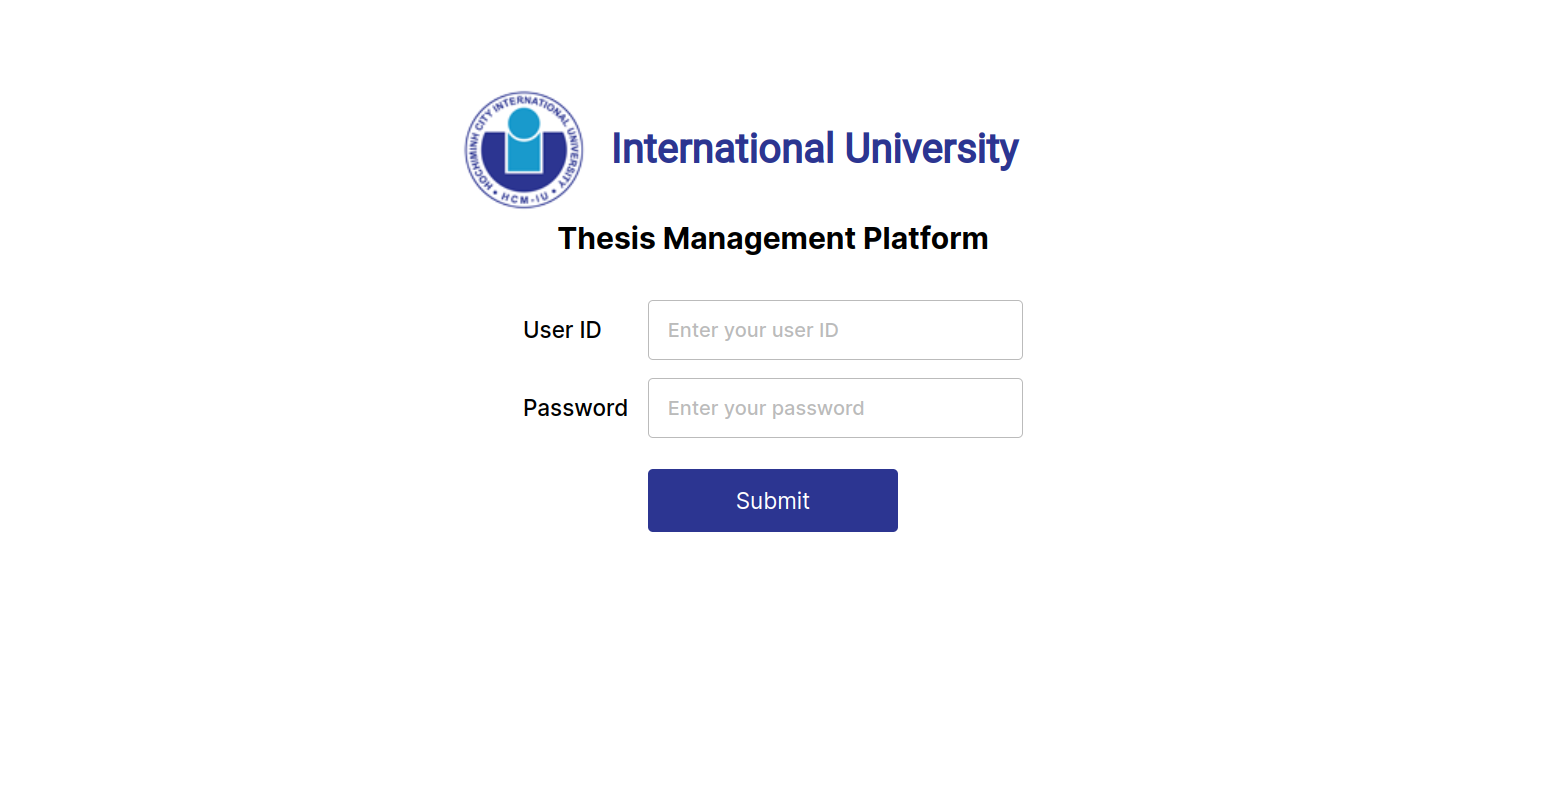 HOCHIMINH CITY INTERNATIONAL UNIVERSITY
• HCM-IU •
International University
Thesis Management Platform
User ID
Enter your user ID
Password
Enter your password
Submit